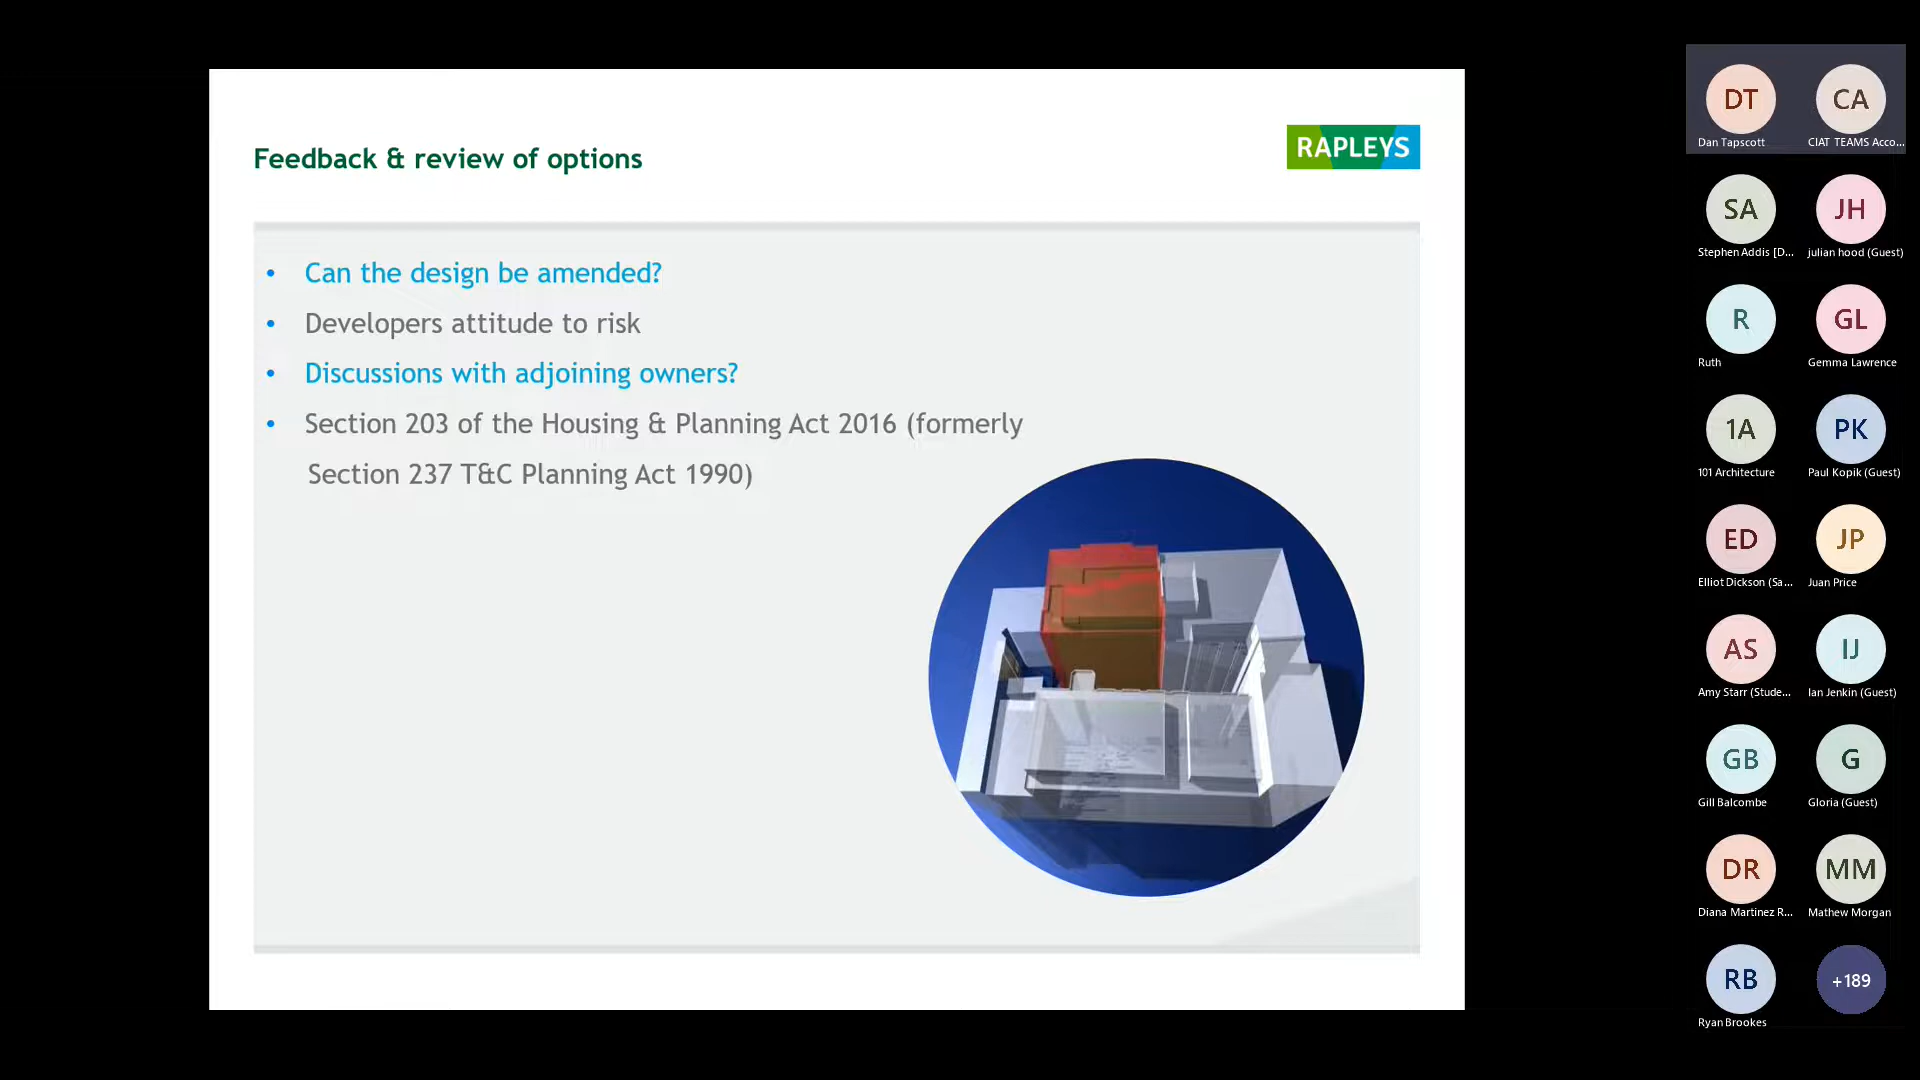 Feedback & review of options
RAPLEYS
• Can the design be amended?
• Developers attitude to risk
• Discussions with adjoining owners?
• Section 203 of the Housing & Planning Act 2016 (formerly
Section 237 T&C Planning Act 1990)
DT
CA
Dan Tapscott
CIAT TEAMS Acco...
SA
JH
Stephen Addis [D...
julian hood (Guest)
R
GL
Ruth
Gemma Lawrence
1A
PK
101 Architecture
Paul Kopik (Guest)
ED
JP
Elliot Dickson (Sa...
Juan Price
AS
IJ
Amy Starr (Stude...
Ian Jenkin (Guest)
GB
G
Gill Balcombe
Gloria (Guest)
DR
MM
Diana Martinez R...
Mathew Morgan
RB
+189
Ryan Brookes